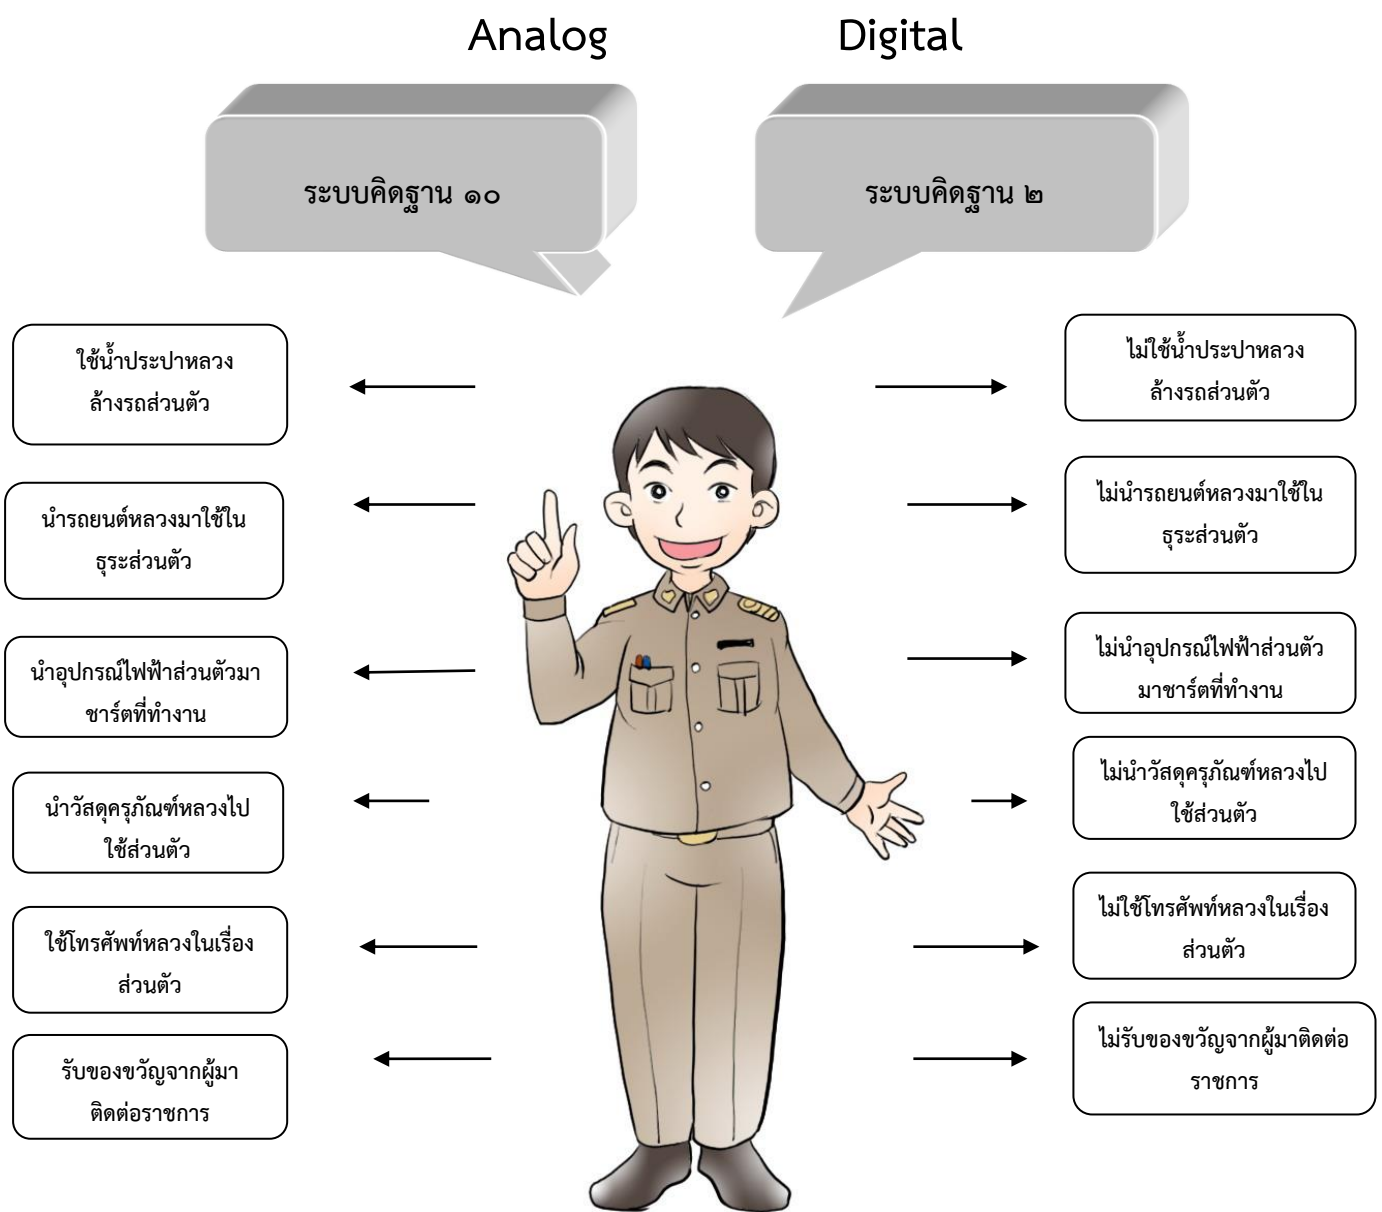 Analog
Digital
ระบบคิดฐาน ๑๐
ระบบคิดฐาน ๒
ใช้น้ำประปาหลวง
ล้างรถส่วนตัว
ไม่ใช้น้ำประปาหลวง
ล้างรถส่วนตัว
นำรถยนต์หลวงมาใช้ใน
ธุระส่วนตัว
ไม่นำรถยนต์หลวงมาใช้ใน
ธุระส่วนตัว
นำอุปกรณ์ไฟฟ้าส่วนตัวมา
ชาร์ตที่ทำงาน
ไม่นำอุปกรณ์ไฟฟ้าส่วนตัว
มาชาร์ตที่ทำงาน
นำวัสดุครุภัณฑ์หลวงไป
ใช้ส่วนตัว
ไม่นำวัสดุครุภัณฑ์หลวงไป
ใช้ส่วนตัว
ใช้โทรศัพท์หลวงในเรื่อง
ส่วนตัว
ไม่ใช้โทรศัพท์หลวงในเรื่อง
ส่วนตัว
รับของขวัญจากผู้มา
ติดต่อราชการ
ไม่รับของขวัญจากผู้มาติดต่อ
ราชการ